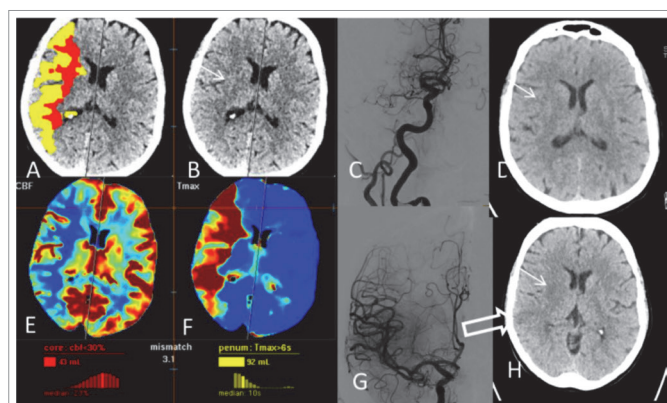 A
B
C
D
CBF
Tmax
E
F
G
H
core: cbf<30%
mismatch
penum: Tmax>6s
43 mL
3.1
92 mL
median: 10s